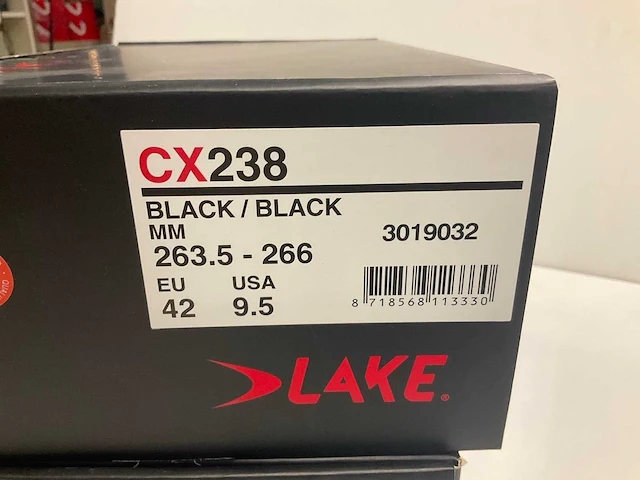 CX238
BLACK / BLACK
MM
263.5 - 266
3019032
EU USA
42 9.5
8 718568 113330
LAKE®